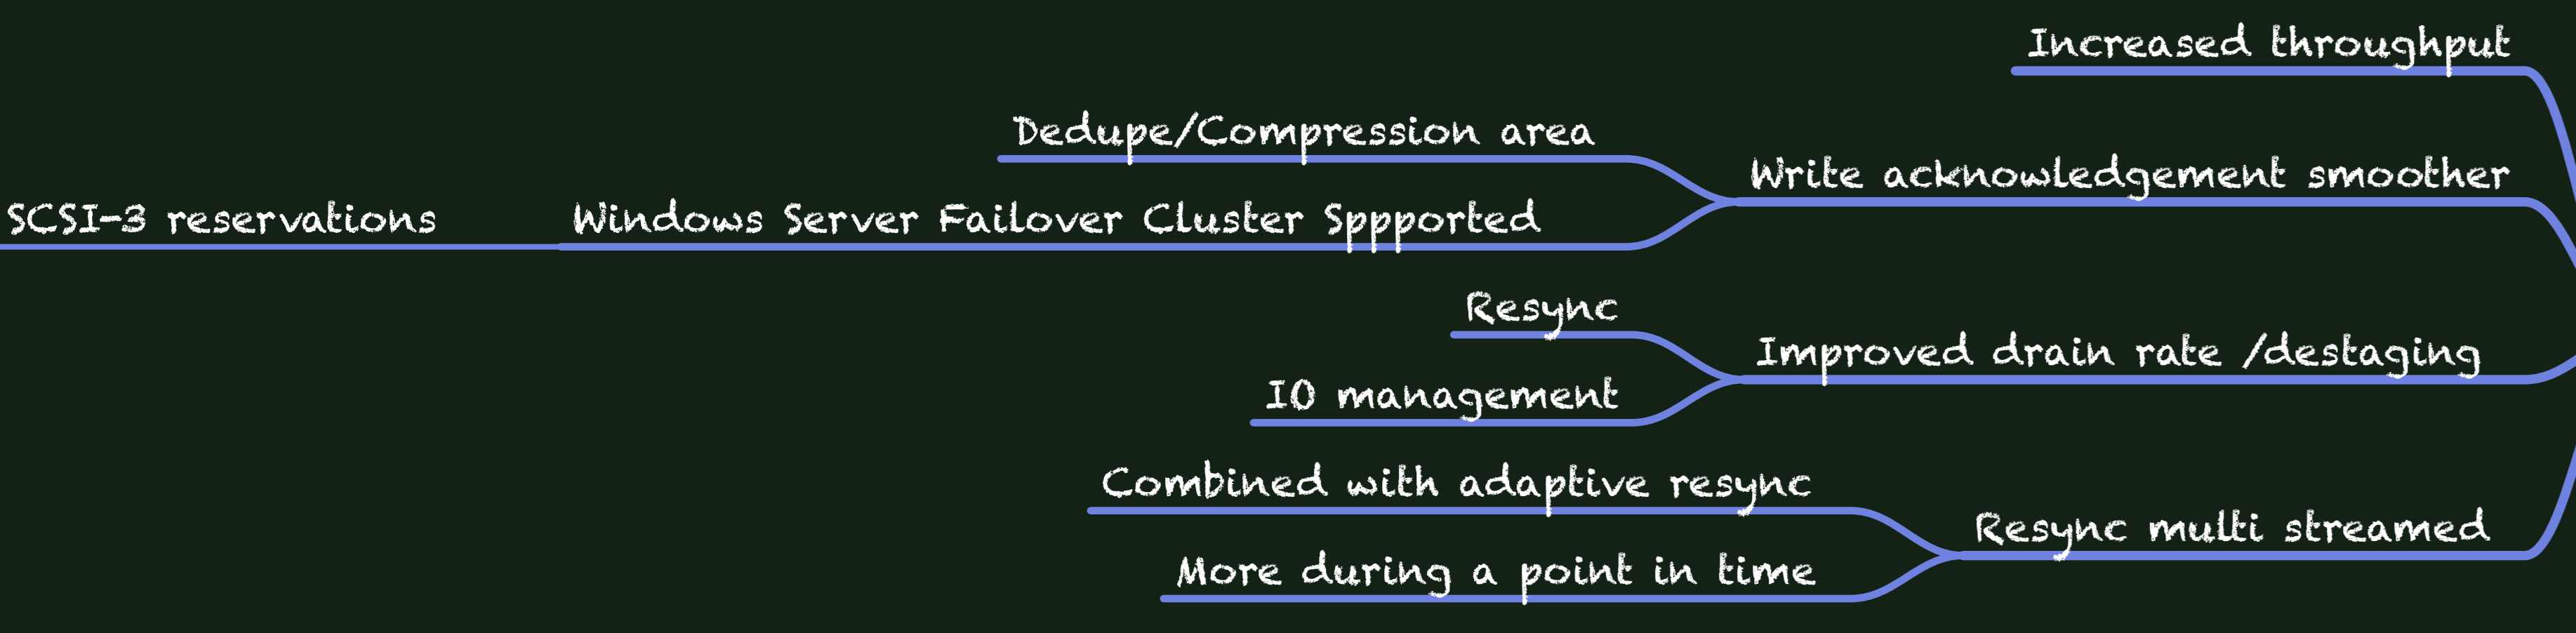 Increased throughput
Dedupe/Compression area
Write acknowledgement smoother
SCSI-3 reservations
Windows Server Failover Cluster Sppported
Resync
Improved drain rate /destaging
IO management
Combined with adaptive resync
Resync multi streamed
More during a point in time